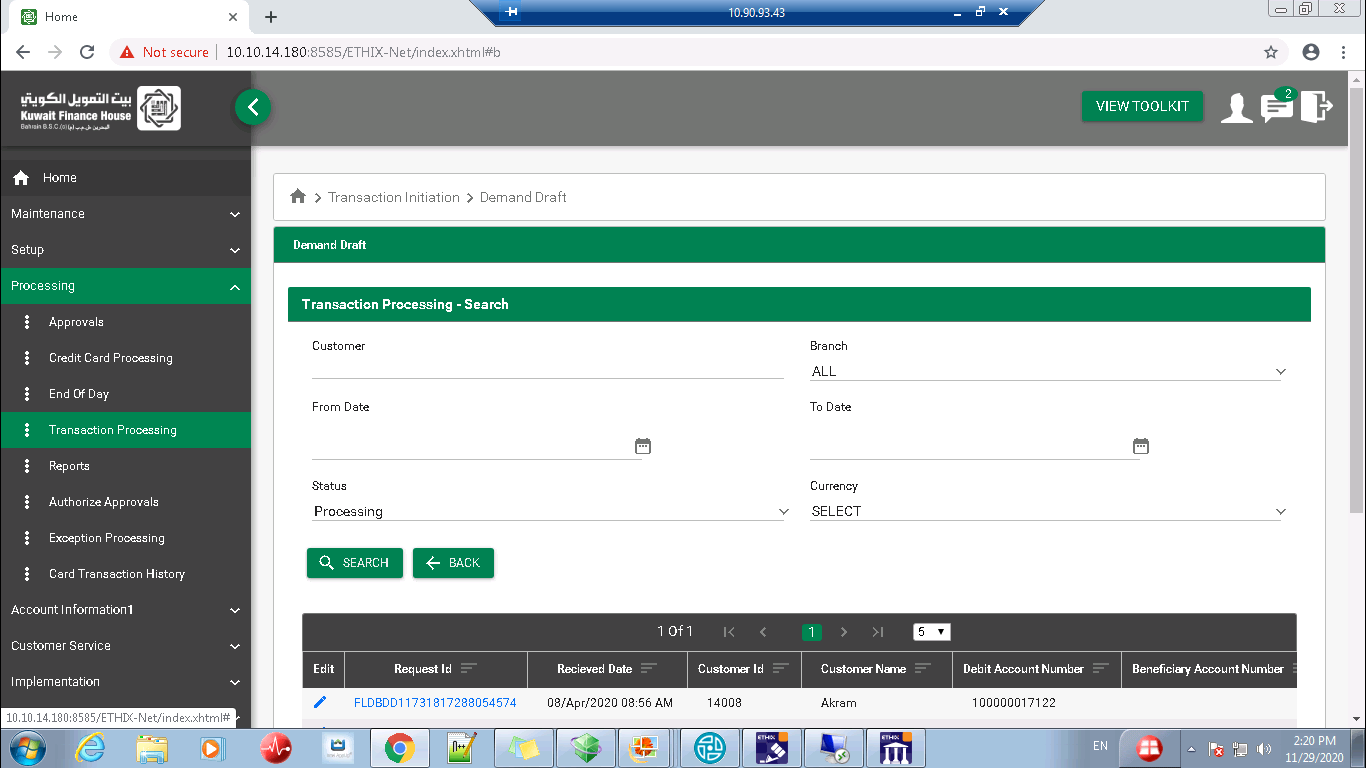 Home
10.90.93.43
Not secure
10.10.14.180:8585/ETHIX-Net/index.xhtml#b
بيت التمويل الكويتي
Kuwait Finance House
VIEW TOOLKIT
2
Home
Maintenance
Setup
Processing
Approvals
Credit Card Processing
End Of Day
Transaction Processing
Reports
Authorize Approvals
Exception Processing
Card Transaction History
Account Information1
Customer Service
Implementation
10.10.14.180:8585/ETHIX-Net/index.xhtml#
Transaction Initiation
Demand Draft
Demand Draft
Transaction Processing - Search
Customer
Branch
ALL
From Date
To Date
Status
Currency
Processing
SELECT
SEARCH
BACK
1 Of 1
1
5
Edit
Request Id
Recieved Date
Customer Id
Customer Name
Debit Account Number
Beneficiary Account Number
FLDBDD11731817288054574
08/Apr/2020 08:56 AM
14008
Akram
100000017122
EN
2:20 PM
11/29/2020